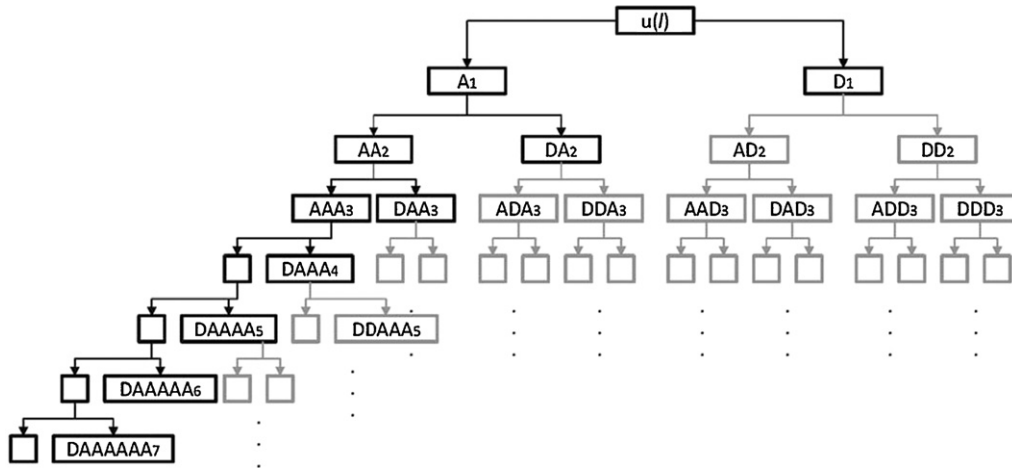 u(l)
A1 D1
AA2 DA2 AD2 DD2
AAA3 DAA3 ADA3 DDA3 AAD3 DAD3 ADD3 DDD3
DAAA4
DAAAA5 DDAAA5
DAAAAA6
DAAAAAA7